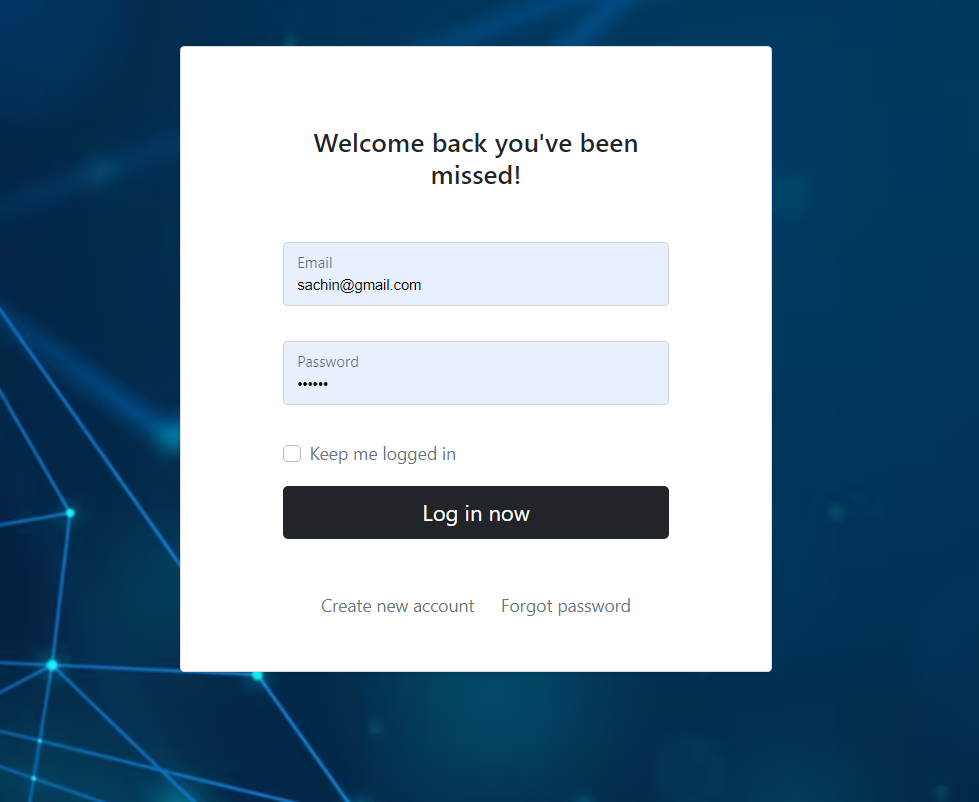 Welcome back you've been
missed!
Email
sachin@gmail.com
Password
••••••
Keep me logged in
Log in now
Create new account Forgot password